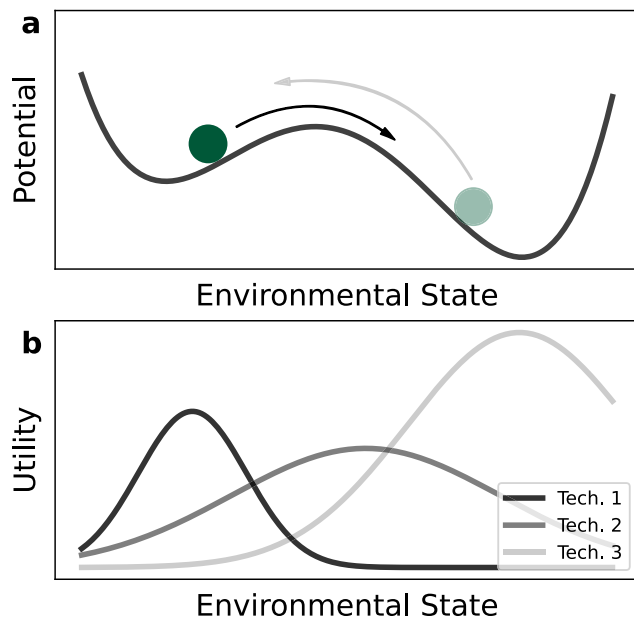 a
Potential
Environmental State
b
Utility
Tech. 1
Tech. 2
Tech. 3
Environmental State